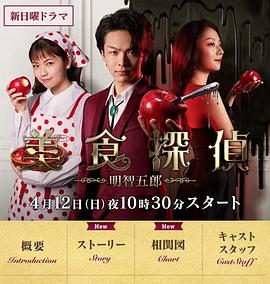 新日曜ドラマ
美食探偵
明智五郎
4月12日(日)夜10時30分スタート
概要
Introduction
New
ストーリー
Story
New
相関図
Chart
キャスト
スタッフ
Cast Staff